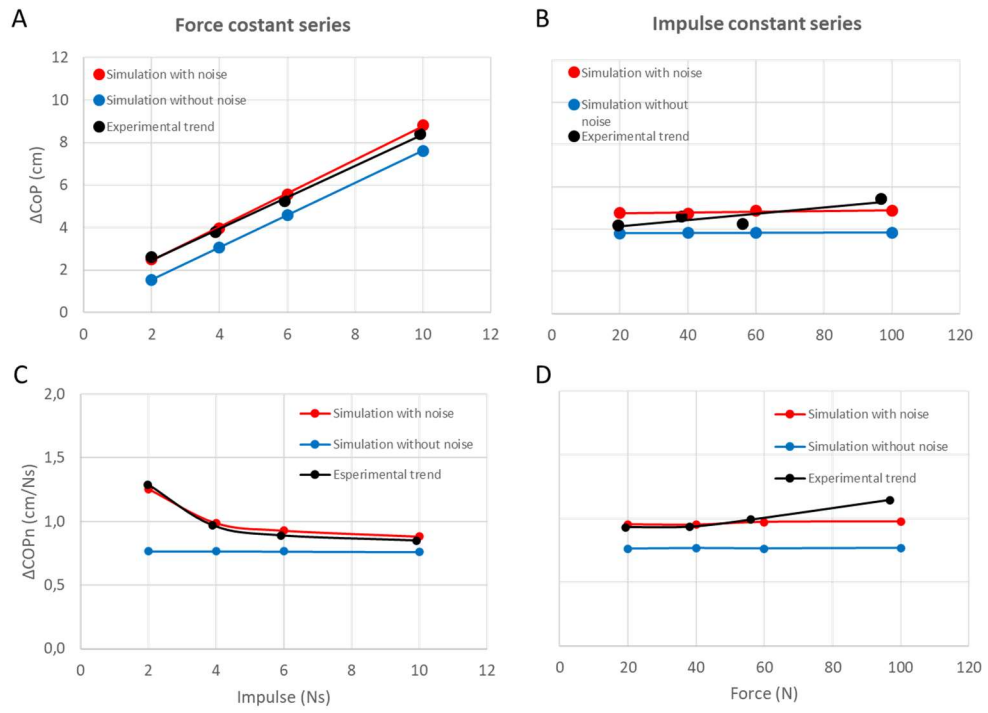 A
Force costant series
12
10
8
6
4
2
0
ΔCoP (cm)
Simulation with noise
Simulation without noise
Experimental trend
0
2
4
6
8
10
12
B
Impulse constant series
Simulation with noise
Simulation without
noise
Experimental trend
0
20
40
60
80
100
120
C
2,0
1,5
1,0
0,5
0,0
ΔCOPn (cm/Ns)
Simulation with noise
Simulation without noise
Esperimental trend
0
2
4
6
8
10
12
Impulse (Ns)
D
Simulation with noise
Simulation without noise
Experimental trend
0
20
40
60
80
100
120
Force (N)